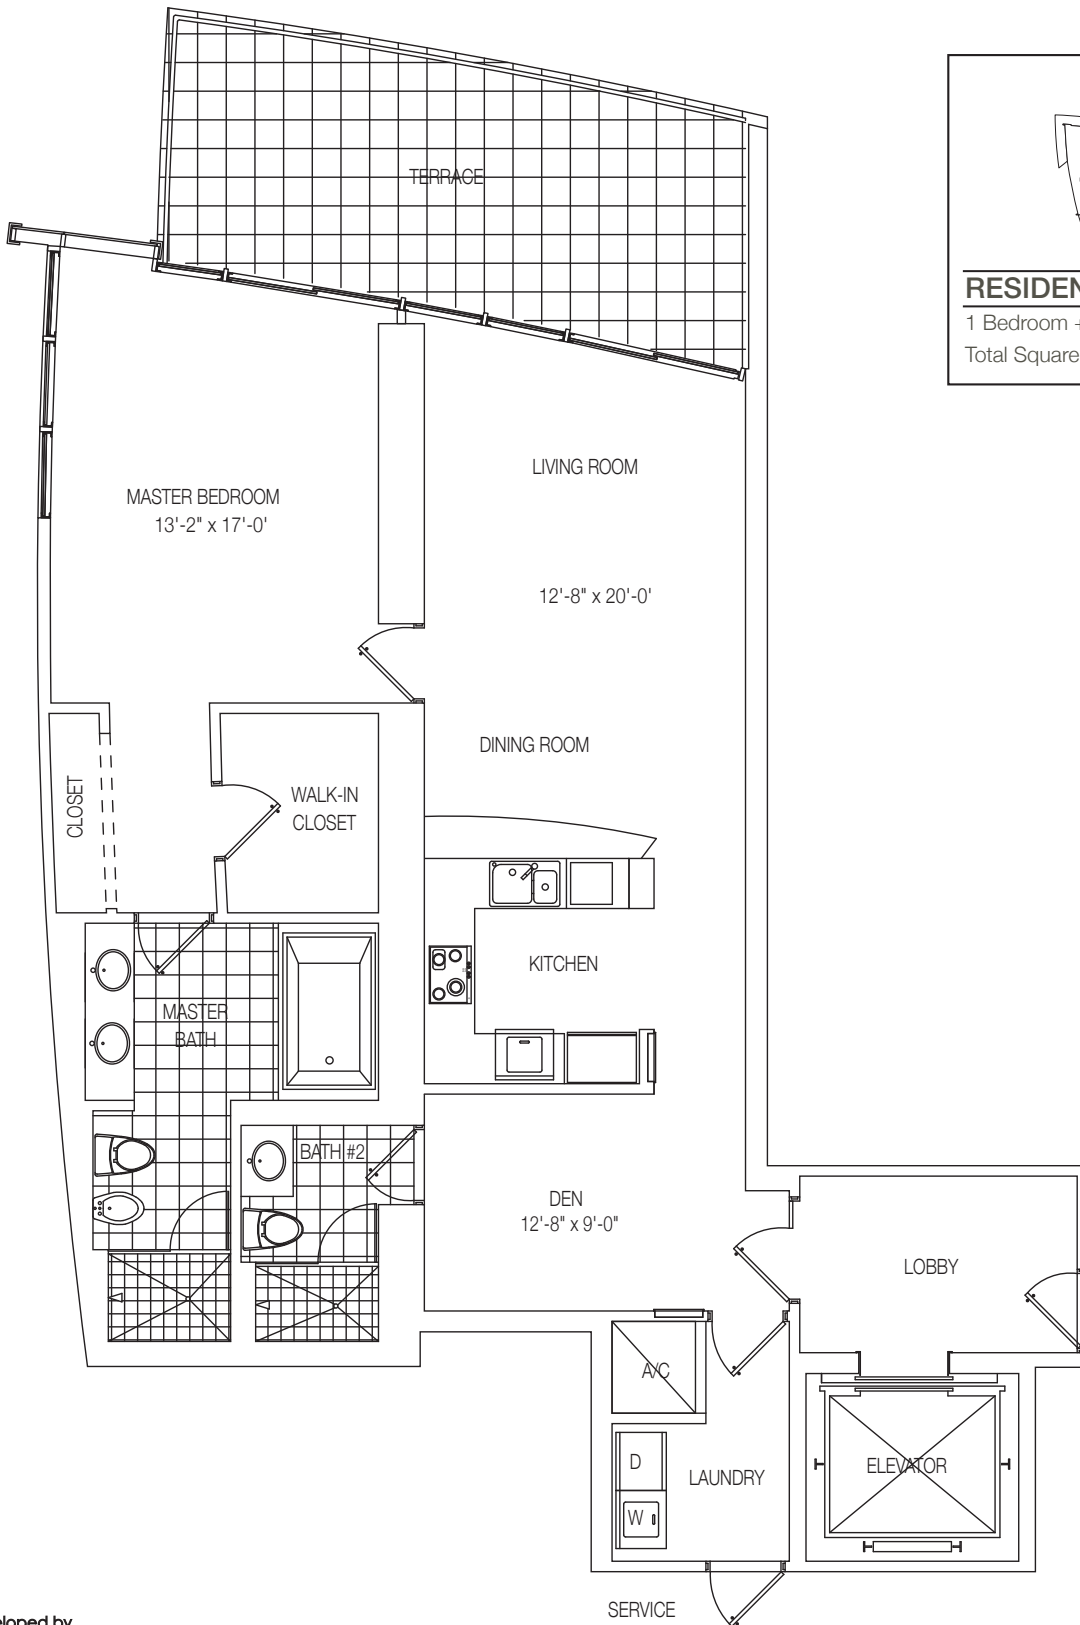 TERRACE
RESIDEN
1 Bedroom +
Total Square
LIVING ROOM
MASTER BEDROOM
13'-2" x 17'-0'
12'-8" x 20'-0'
DINING ROOM
CLOSET
WALK-IN
CLOSET
KITCHEN
MASTER
BATH
BATH #2
DEN
12'-8" x 9'-0"
LOBBY
A/C
D
W
LAUNDRY
ELEVATOR
SERVICE
eloped by